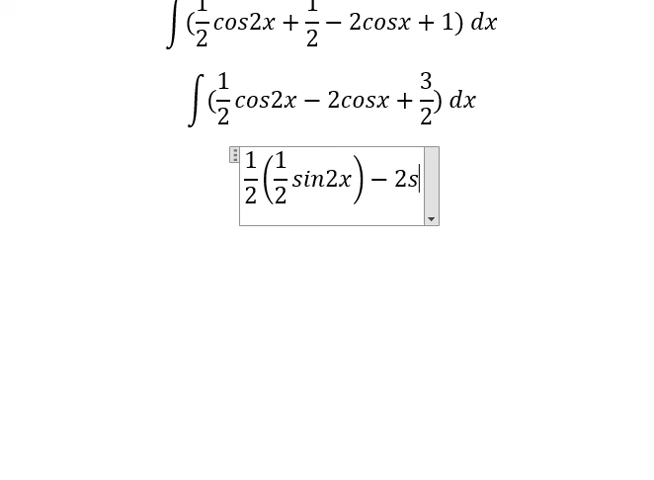 ∫(1/2 cos2x + 1/2 − 2cosx + 1) dx
∫(1/2 cos2x − 2cosx + 3/2) dx
1/2 (1/2 sin2x) − 2s